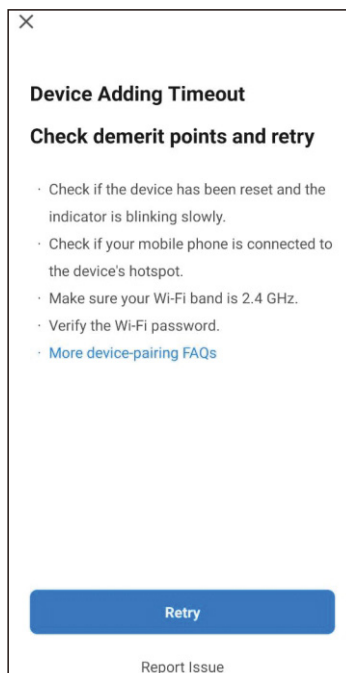 Device Adding Timeout
Check demerit points and retry
· Check if the device has been reset and the
indicator is blinking slowly.
· Check if your mobile phone is connected to
the device's hotspot.
· Make sure your Wi-Fi band is 2.4 GHz.
· Verify the Wi-Fi password.
· More device-pairing FAQs
Retry
Report Issue